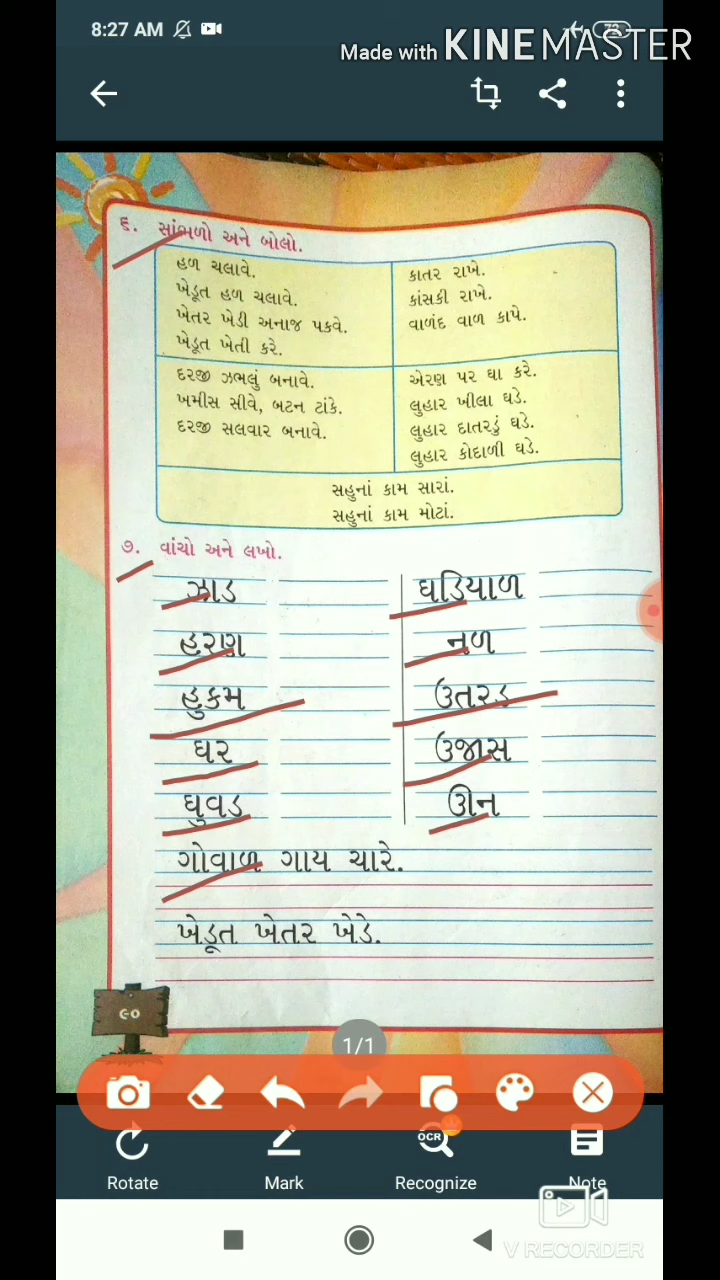 8:27 AM
Made with KINEMASTER
૬. સાંભળો અને બોલો.
હળ ચલાવે.
ખેડૂત હળ ચલાવે.
ખેતર ખેડી અનાજ પકવે.
ખેડૂત ખેતી કરે.
કાતર રાખે.
કાંસકી રાખે.
વાળંદ વાળ કાપે.
દરજી ઝભલું બનાવે.
ખમીસ સીવે, બટન ટાંકે.
દરજી સલવાર બનાવે.
એરણ પર ઘા કરે.
લુહાર ખીલા ઘડે.
લુહાર દાતરડું ઘડે.
લુહાર કોદાળી ઘડે.
સહુનાં કામ સારાં.
સહુનાં કામ મોટાં.
૭. વાંચો અને લખો.
ઝાડ ઘડિયાળ
હરણ નળ
હુકમ ઉતરડ
ઘર ઉજાસ
ઘુવડ ઊન
ગોવાળ ગાય ચારે.
ખેડૂત ખેતર ખેડે.
૯૦
1/1
OCR
Rotate Mark Recognize Note
V RECORDER